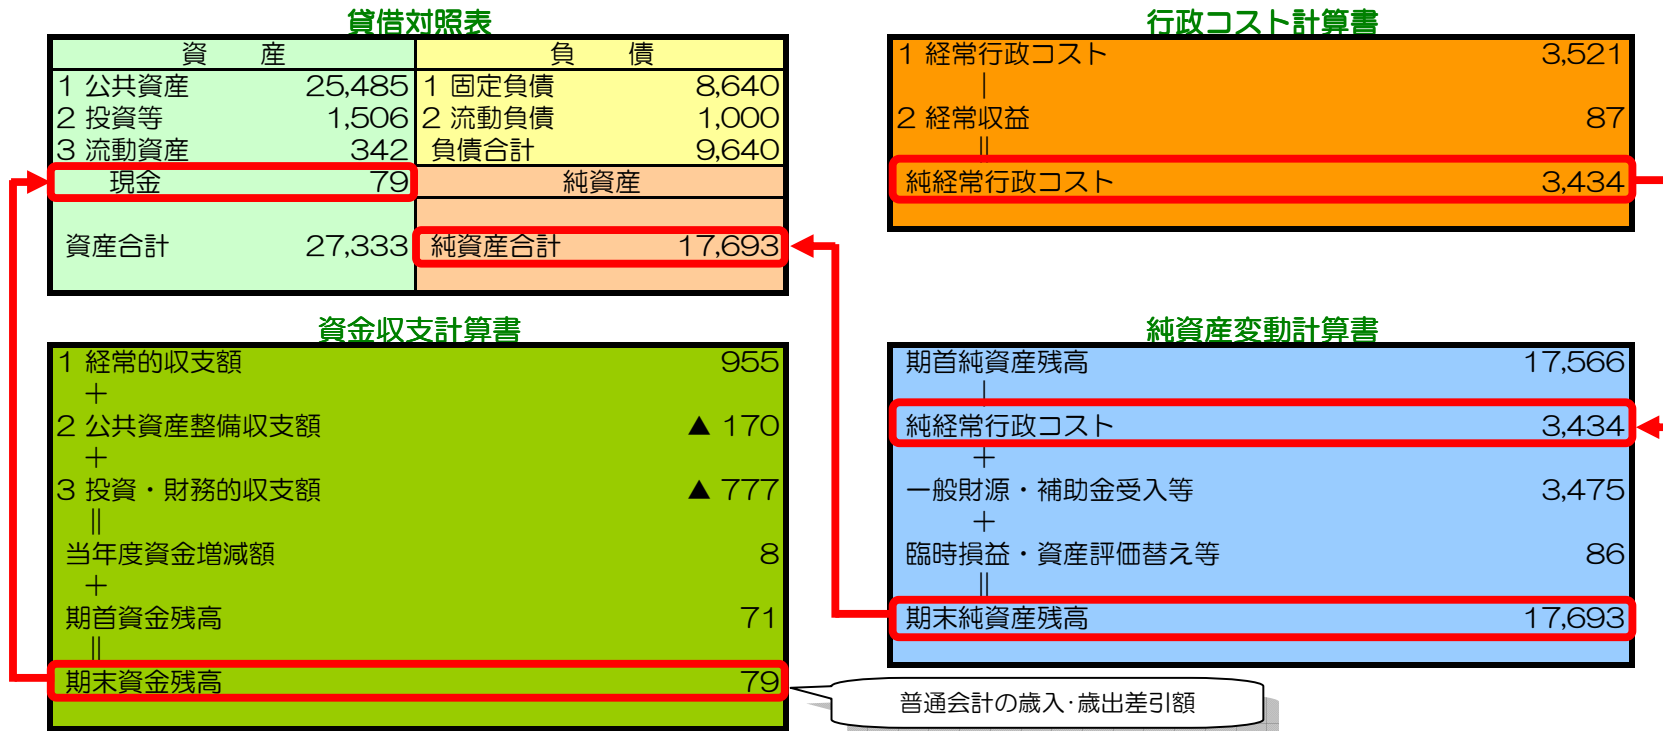 貸借対照表
資　産　負　債
1 公共資産 25,485 1 固定負債 8,640
2 投資等 1,506 2 流動負債 1,000
3 流動資産 342 負債合計 9,640
現金 79 純資産
資産合計 27,333 純資産合計 17,693
行政コスト計算書
1 経常行政コスト 3,521
｜
2 経常収益 87
||
純経常行政コスト 3,434
資金収支計算書
1 経常的収支額 955
＋
2 公共資産整備収支額 ▲ 170
＋
3 投資・財務的収支額 ▲ 777
||
当年度資金増減額 8
＋
期首資金残高 71
||
期末資金残高 79
純資産変動計算書
期首純資産残高 17,566
｜
純経常行政コスト 3,434
＋
一般財源・補助金受入等 3,475
＋
臨時損益・資産評価替え等 86
||
期末純資産残高 17,693
普通会計の歳入･歳出差引額